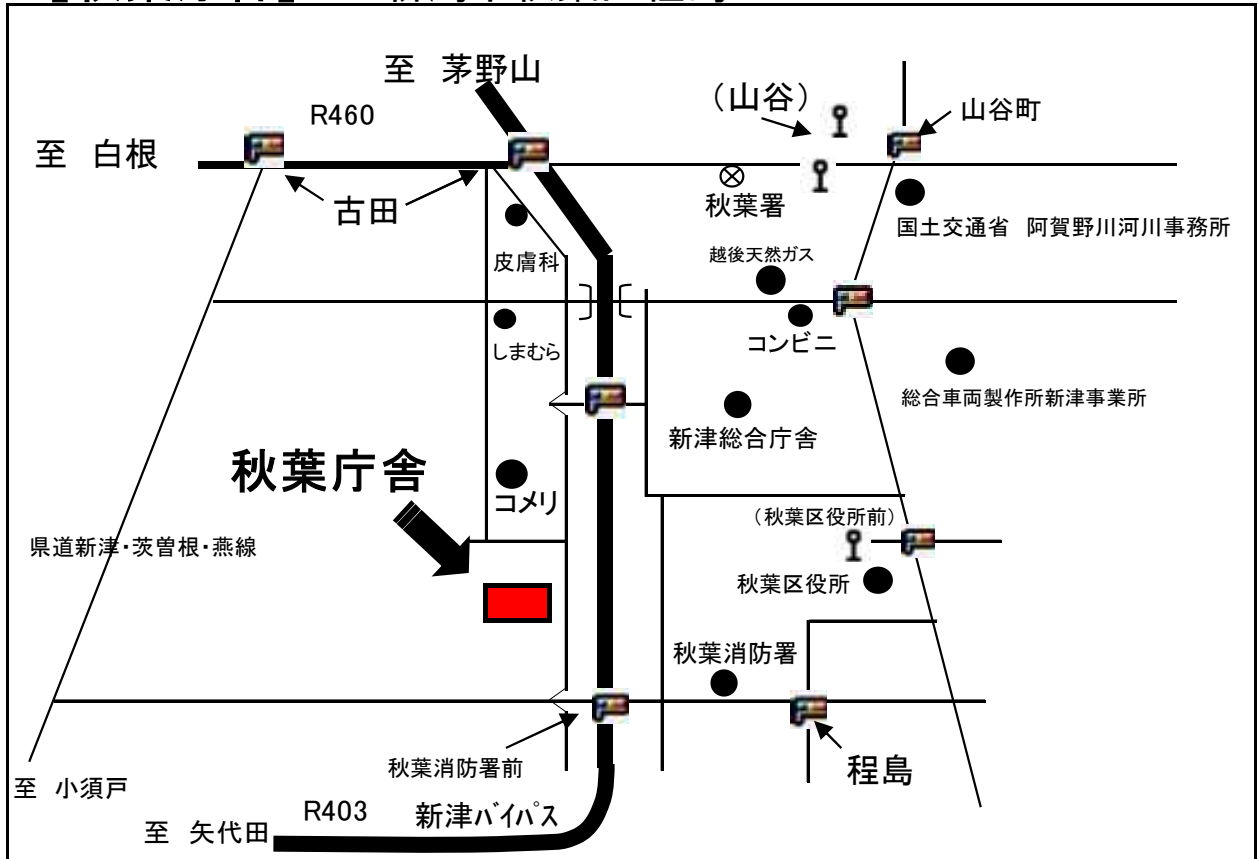 至 茅野山
R460
至 白根
古田
(山谷)
山谷町
秋葉署
国土交通省 阿賀野川河川事務所
皮膚科
越後天然ガス
しまむら
コンビニ
総合車両製作所新津事業所
新津総合庁舎
秋葉庁舎
コメリ
(秋葉区役所前)
県道新津・茨曽根・燕線
秋葉区役所
秋葉消防署
秋葉消防署前
程島
至 小須戸
R403 新津バイパス
至 矢代田